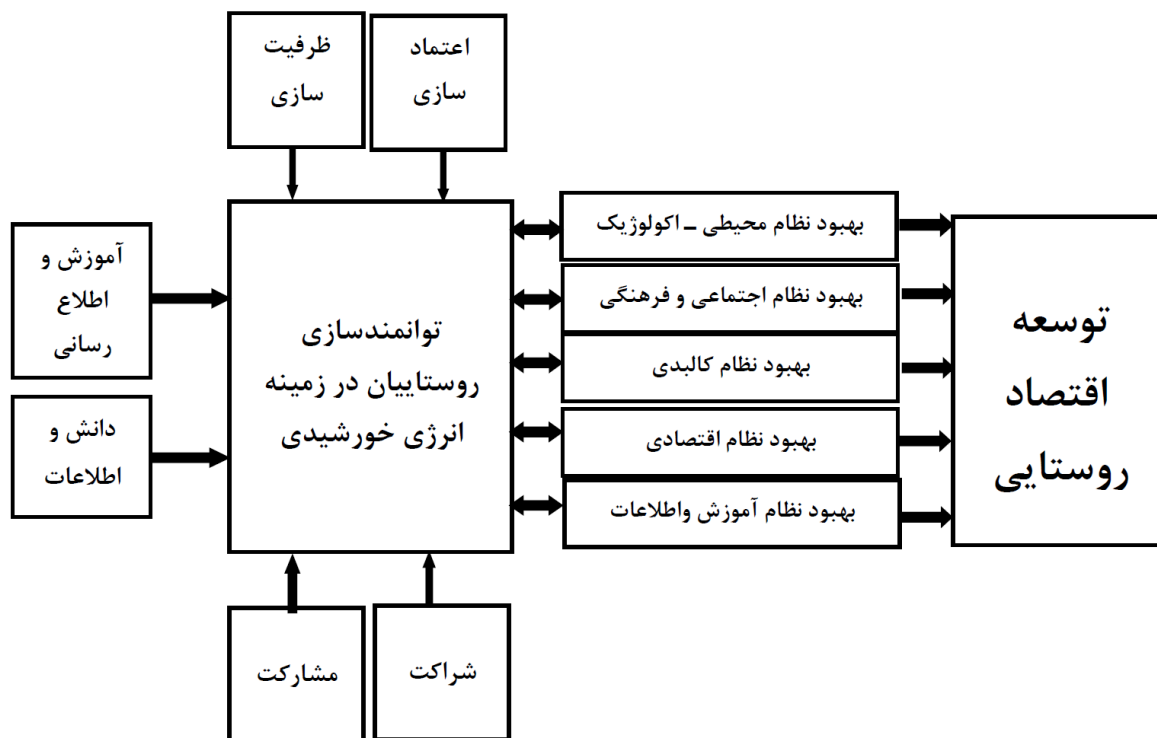 ظرفیت
سازی
اعتماد
سازی
آموزش و
اطلاع
رسانی
دانش و
اطلاعات
توانمندسازی
روستاییان در زمینه
انرژی خورشیدی
بهبود نظام محیطی ـ اکولوژیک
بهبود نظام اجتماعی و فرهنگی
بهبود نظام کالبدی
بهبود نظام اقتصادی
بهبود نظام آموزش واطلاعات
توسعه
اقتصاد
روستایی
مشارکت
شراکت